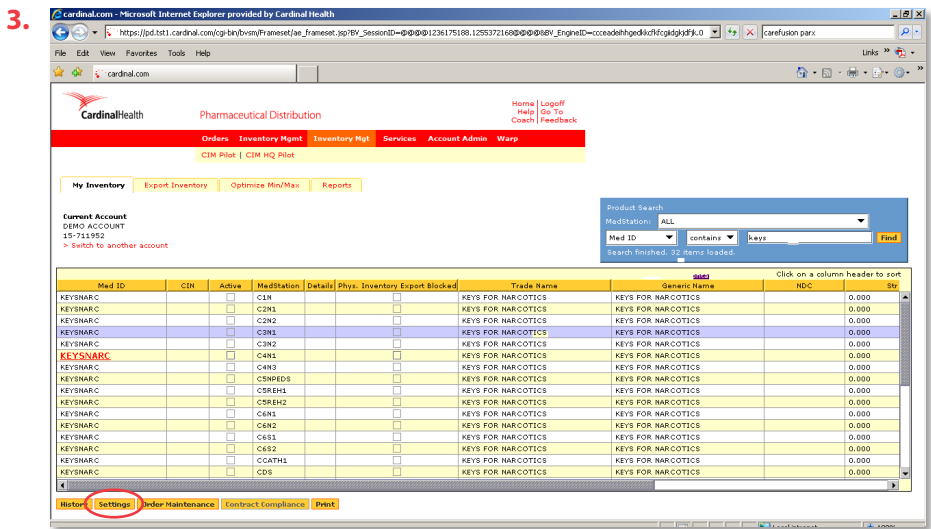 3.
cardinal.com - Microsoft Internet Explorer provided by Cardinal Health
https://pd.tst1.cardinal.com/cgi-bin/bvsm/Frameset/ae_frameset.jsp?BV_SessionID=@@@@1236175188.1255372168@@@@&BV_EngineID=ccceadeihhgedkkcfkfcgidgkjdfjk.0 carefusion parx
File Edit View Favorites Tools Help Links »
cardinal.com
CardinalHealth Pharmaceutical Distribution
Home | Logoff
Help | Go To
Coach | Feedback
Orders Inventory Mgmt Inventory Mgt Services Account Admin Warp
CIM Pilot | CIM HQ Pilot
My Inventory Export Inventory Optimize Min/Max Reports
Current Account
DEMO ACCOUNT
15-711952
> Switch to another account
Product Search
MedStation: ALL
Med ID contains keys Find
Search finished. 32 items loaded.
Click on a column header to sort
Med ID CIN Active MedStation Details Phys. Inventory Export Blocked Trade Name Generic Name NDC Str
KEYSNARC C1N KEYS FOR NARCOTICS KEYS FOR NARCOTICS 0.000
KEYSNARC C2N1 KEYS FOR NARCOTICS KEYS FOR NARCOTICS 0.000
KEYSNARC C2N2 KEYS FOR NARCOTICS KEYS FOR NARCOTICS 0.000
KEYSNARC C3N1 KEYS FOR NARCOTICS KEYS FOR NARCOTICS 0.000
KEYSNARC C3N2 KEYS FOR NARCOTICS KEYS FOR NARCOTICS 0.000
KEYSNARC C4N1 KEYS FOR NARCOTICS KEYS FOR NARCOTICS 0.000
KEYSNARC C4N3 KEYS FOR NARCOTICS KEYS FOR NARCOTICS 0.000
KEYSNARC C5NPEDS KEYS FOR NARCOTICS KEYS FOR NARCOTICS 0.000
KEYSNARC C5REH1 KEYS FOR NARCOTICS KEYS FOR NARCOTICS 0.000
KEYSNARC C5REH2 KEYS FOR NARCOTICS KEYS FOR NARCOTICS 0.000
KEYSNARC C6N1 KEYS FOR NARCOTICS KEYS FOR NARCOTICS 0.000
KEYSNARC C6N2 KEYS FOR NARCOTICS KEYS FOR NARCOTICS 0.000
KEYSNARC C6S1 KEYS FOR NARCOTICS KEYS FOR NARCOTICS 0.000
KEYSNARC C6S2 KEYS FOR NARCOTICS KEYS FOR NARCOTICS 0.000
KEYSNARC CCATH1 KEYS FOR NARCOTICS KEYS FOR NARCOTICS 0.000
KEYSNARC CDS KEYS FOR NARCOTICS KEYS FOR NARCOTICS 0.000
History Settings Order Maintenance Contract Compliance Print